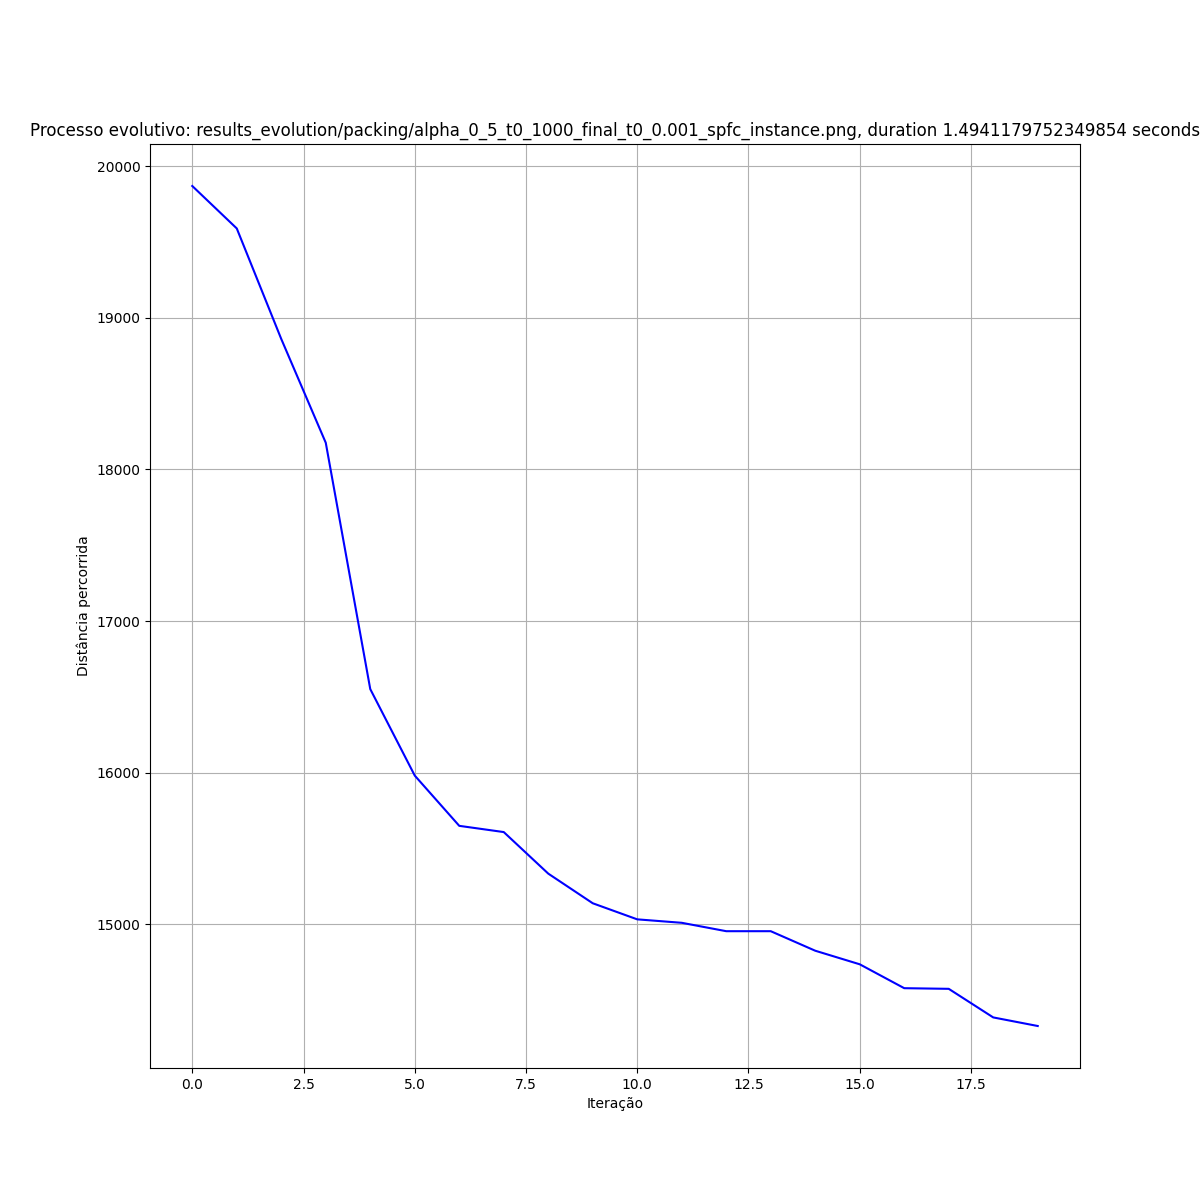 Processo evolutivo: results_evolution/packing/alpha_0_5_t0_1000_final_t0_0.001_spfc_instance.png, duration 1.4941179752349854 seconds
20000
19000
18000
17000
16000
15000
Distância percorrida
0.0 2.5 5.0 7.5 10.0 12.5 15.0 17.5
Iteração